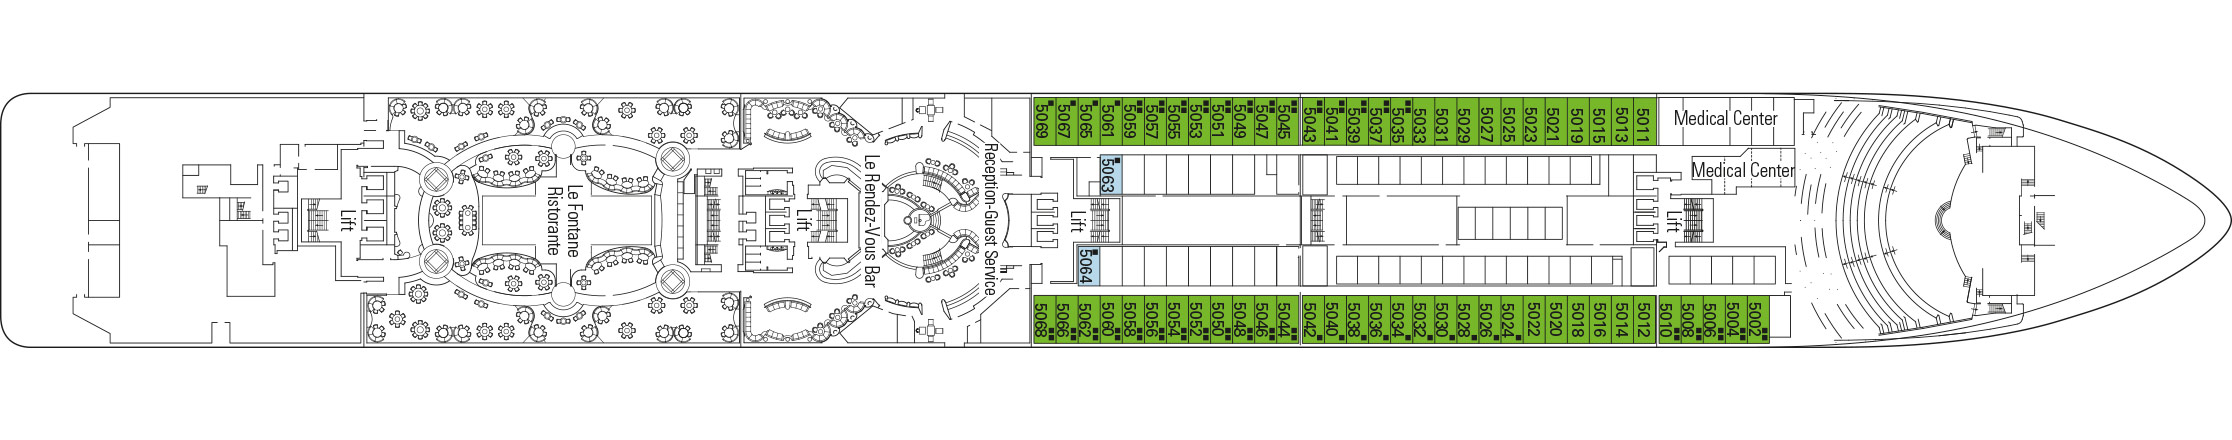 5069 5067 5065 5061 5059 5057 5055 5053 5051 5049 5047 5045 5043 5041 5039 5037 5035 5033 5031 5029 5027 5025 5023 5021 5019 5015 5013 5011
Medical Center
Medical Center
5063
Lift
Le Fontane
Ristorante
Lift
Le Rendez-Vous Bar
Reception-Guest Service
Lift
Lift
5064
5068 5066 5062 5060 5058 5056 5054 5052 5050 5048 5046 5044 5042 5040 5038 5036 5034 5032 5030 5028 5026 5024 5022 5020 5018 5016 5014 5012 5010 5008 5006 5004 5002